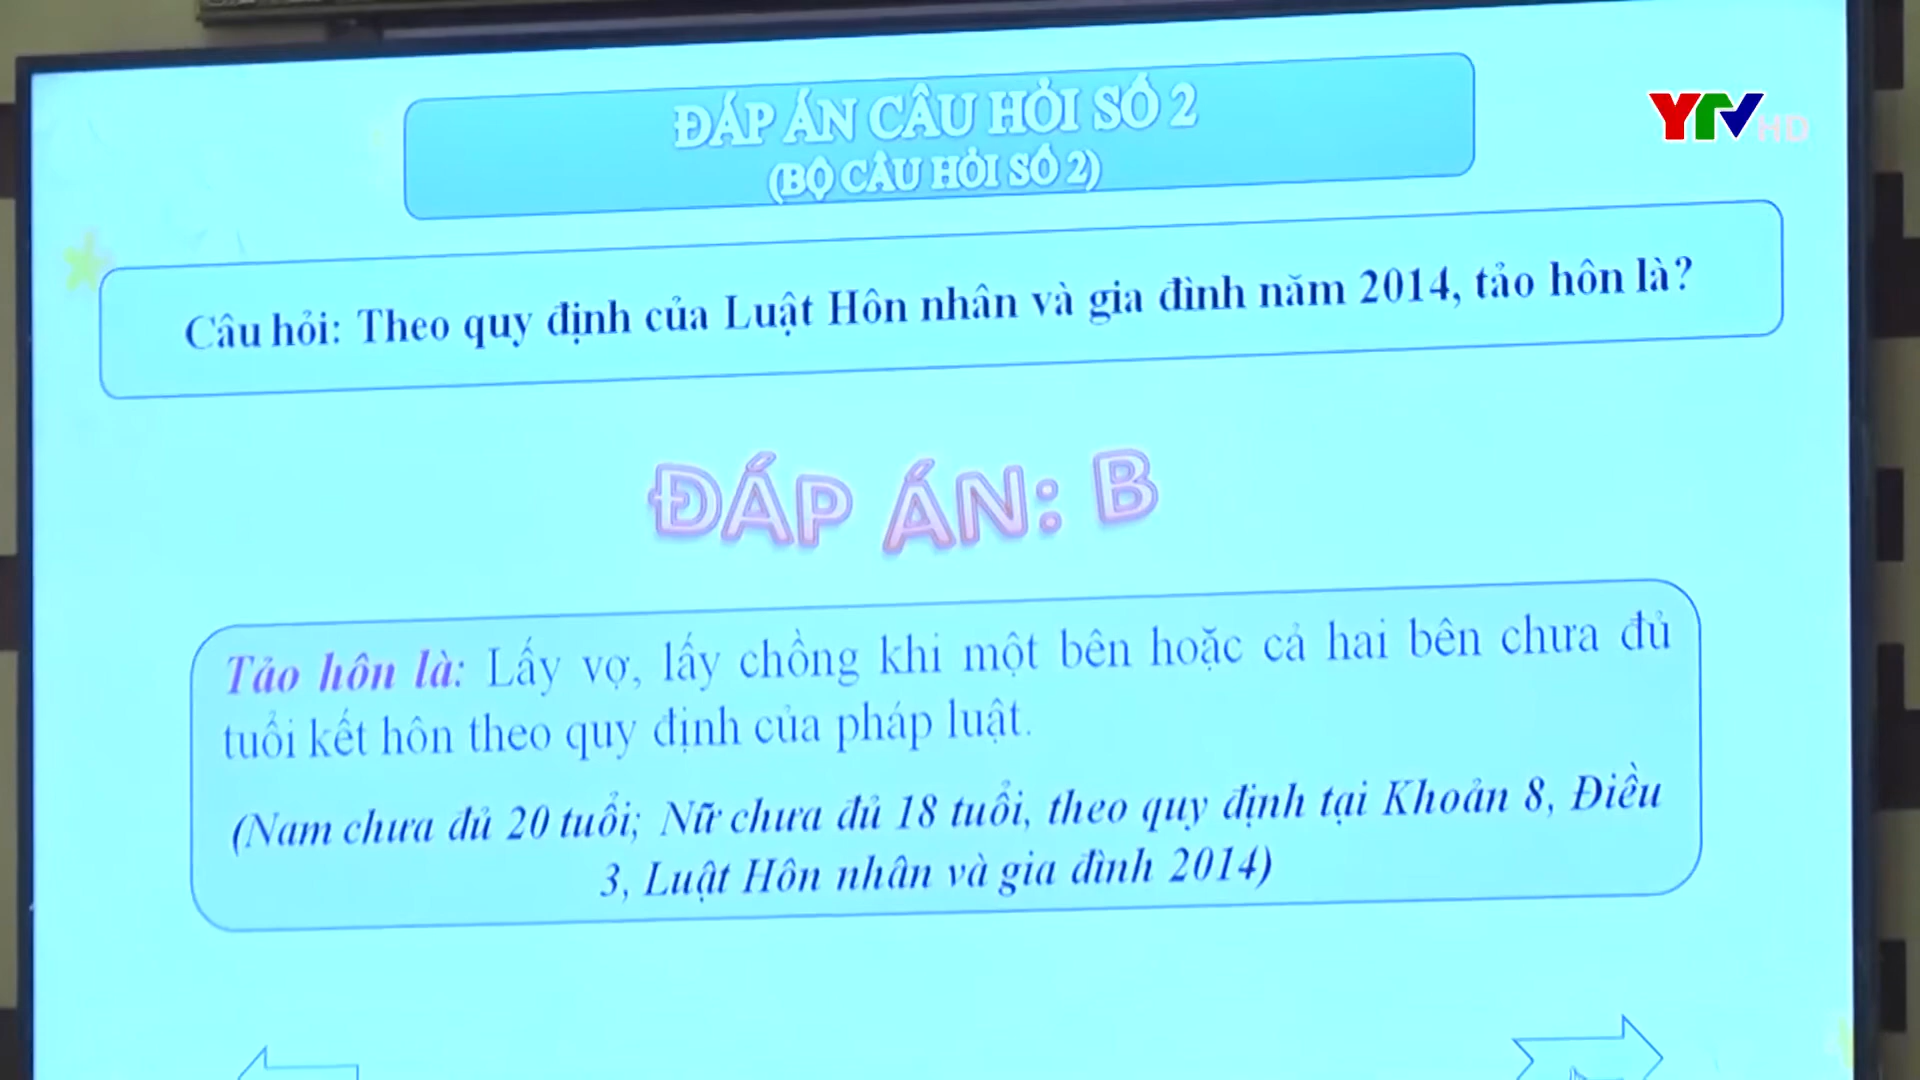 ĐÁP ÁN CÂU HỎI SỐ 2
(BỘ CÂU HỎI SỐ 2)
YTV HD
Câu hỏi: Theo quy định của Luật Hôn nhân và gia đình năm 2014, tảo hôn là?
ĐÁP ÁN: B
Tảo hôn là: Lấy vợ, lấy chồng khi một bên hoặc cả hai bên chưa đủ
tuổi kết hôn theo quy định của pháp luật.
(Nam chưa đủ 20 tuổi; Nữ chưa đủ 18 tuổi, theo quy định tại Khoản 8, Điều
3, Luật Hôn nhân và gia đình 2014)